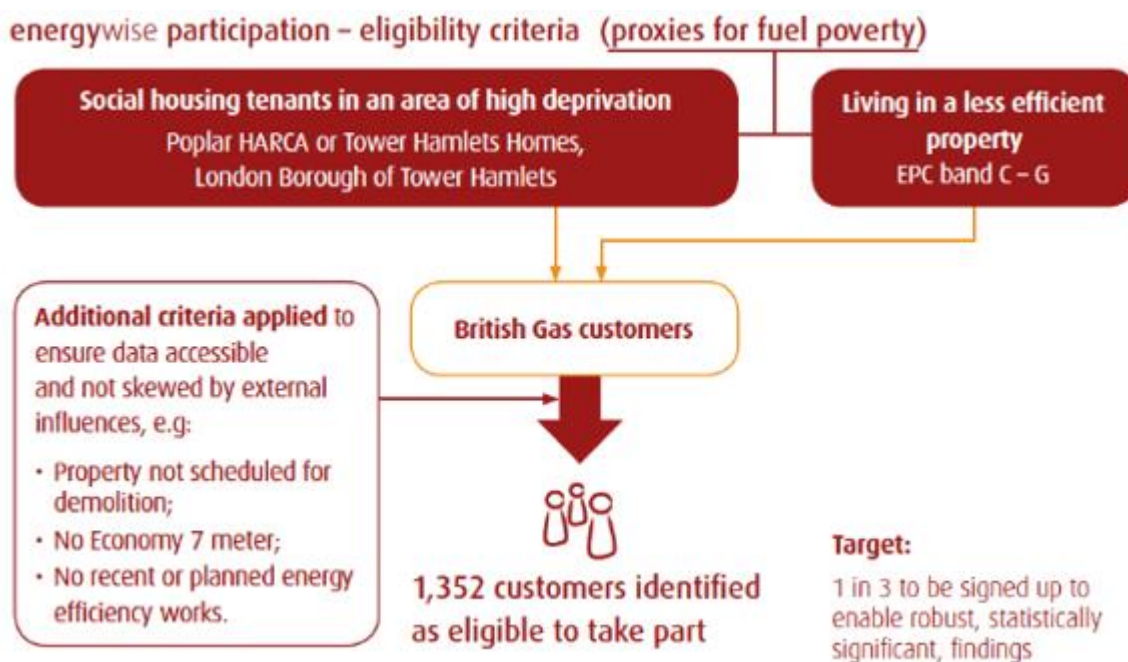 energywise participation – eligibility criteria (proxies for fuel poverty)
Social housing tenants in an area of high deprivation
Poplar HARCA or Tower Hamlets Homes,
London Borough of Tower Hamlets
Living in a less efficient
property
EPC band C – G
British Gas customers
Additional criteria applied to
ensure data accessible
and not skewed by external
influences, e.g:
• Property not scheduled for
demolition;
• No Economy 7 meter;
• No recent or planned energy
efficiency works.
1,352 customers identified
as eligible to take part
Target:
1 in 3 to be signed up to
enable robust, statistically
significant, findings